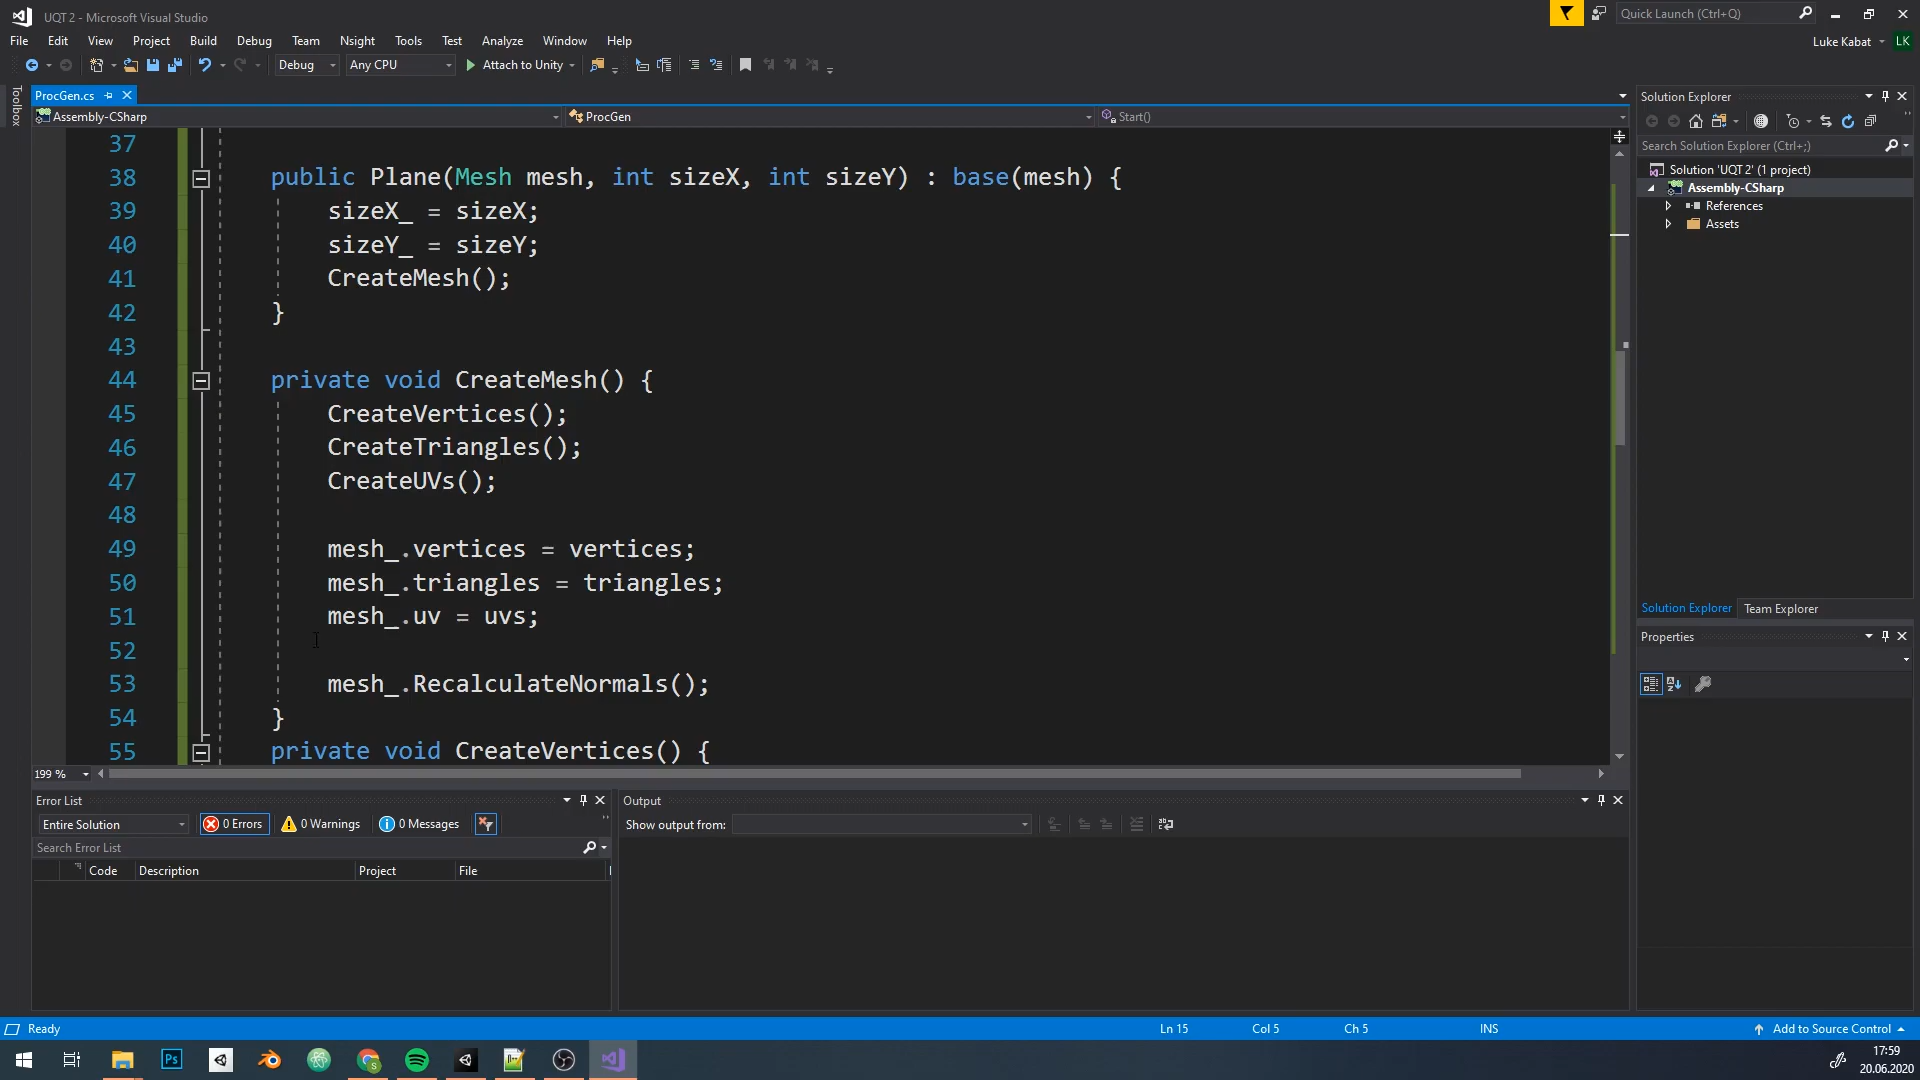 UQT 2 - Microsoft Visual Studio
Quick Launch (Ctrl+Q)
File Edit View Project Build Debug Team Nsight Tools Test Analyze Window Help
Luke Kabat LK
Debug Any CPU Attach to Unity
Toolbox
ProcGen.cs
Assembly-CSharp ProcGen Start()
37
38 public Plane(Mesh mesh, int sizeX, int sizeY) : base(mesh) {
39 sizeX_ = sizeX;
40 sizeY_ = sizeY;
41 CreateMesh();
42 }
43
44 private void CreateMesh() {
45 CreateVertices();
46 CreateTriangles();
47 CreateUVs();
48
49 mesh_.vertices = vertices;
50 mesh_.triangles = triangles;
51 mesh_.uv = uvs;
52
53 mesh_.RecalculateNormals();
54 }
55 private void CreateVertices() {
199 %
Solution Explorer
Search Solution Explorer (Ctrl+;)
Solution 'UQT 2' (1 project)
Assembly-CSharp
References
Assets
Solution Explorer Team Explorer
Properties
Error List
Entire Solution 0 Errors 0 Warnings 0 Messages
Search Error List
Code Description Project File
Output
Show output from:
Ready Ln 15 Col 5 Ch 5 INS Add to Source Control
Ps
17:59
20.06.2020